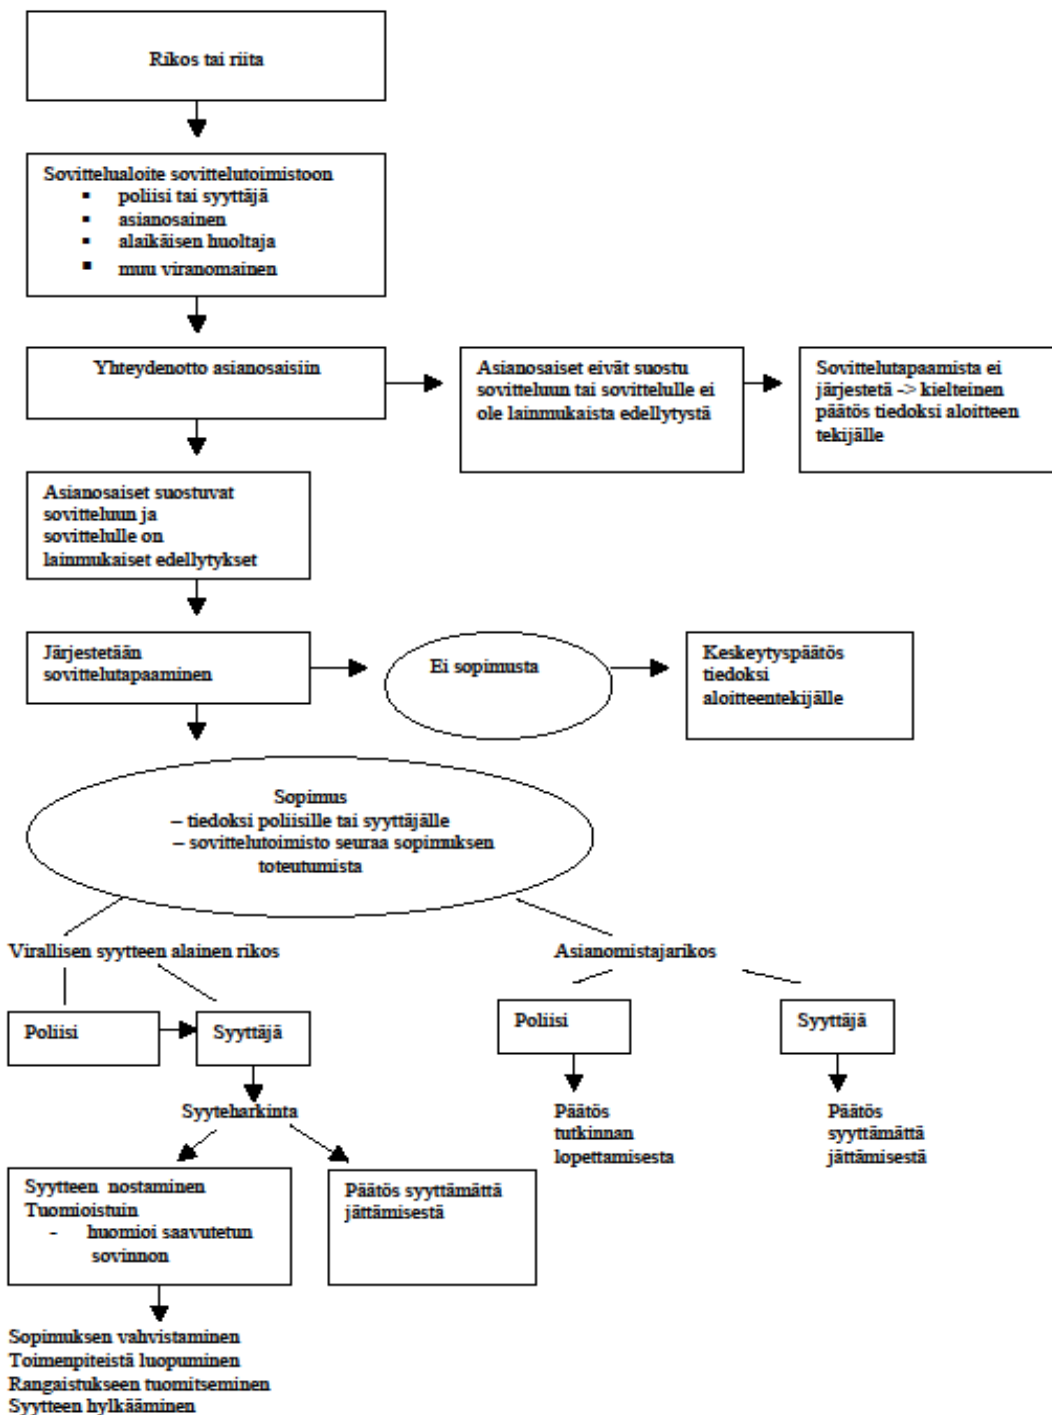 Rikos tai riita
Sovittelualoite sovittelutoimistoon
▪ poliisi tai syyttäjä
▪ asianosainen
▪ alaikäisen huoltaja
▪ muu viranomainen
Yhteydenotto asianosaisiin
Asianosaiset eivät suostu
sovitteluun tai sovittelulle ei
ole lainmukaista edellytystä
Sovittelutapaamista ei
järjestetä -> kielteinen
päätös tiedoksi aloitteen
tekijälle
Asianosaiset suostuvat
sovitteluun ja
sovittelulle on
lainmukaiset edellytykset
Järjestetään
sovittelutapaaminen
Ei sopimusta
Keskeytyspäätös
tiedoksi
aloitteentekijälle
Sopimus
– tiedoksi poliisille tai syyttäjälle
– sovittelutoimisto seuraa sopimuksen
toteutumista
Virallisen syytteen alainen rikos
Asianomistajarikos
Poliisi
Syyttäjä
Poliisi
Syyttäjä
Syyteharkinta
Päätös
tutkinnan
lopettamisesta
Päätös
syyttämättä
jättämisestä
Syytteen nostaminen
Tuomioistuin
- huomioi saavutetun
sovinnon
Päätös syyttämättä
jättämisestä
Sopimuksen vahvistaminen
Toimenpiteistä luopuminen
Rangaistukseen tuomitseminen
Syytteen hylkääminen